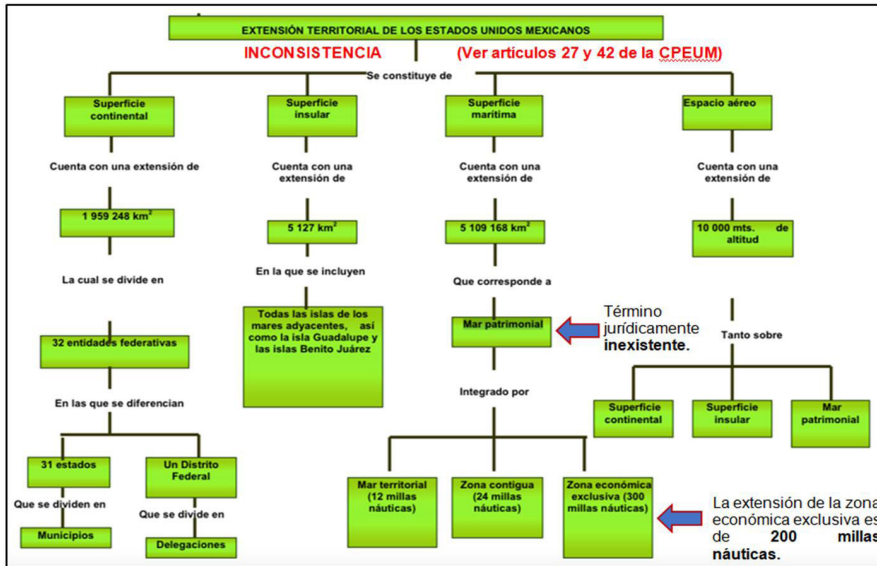 EXTENSIÓN TERRITORIAL DE LOS ESTADOS UNIDOS MEXICANOS
INCONSISTENCIA (Ver artículos 27 y 42 de la CPEUM)
Se constituye de
Superficie
continental
Superficie
insular
Superficie
marítima
Espacio aéreo
Cuenta con una extensión de
Cuenta con una
extensión de
Cuenta con una
extensión de
Cuenta con una
extensión de
1 959 248 km²
5 127 km²
5 109 168 km²
10 000 mts. de
altitud
La cual se divide en
En la que se incluyen
Que corresponde a
Todas las islas de los
mares adyacentes, así
como la isla Guadalupe y
las islas Benito Juárez
Mar patrimonial
Término
jurídicamente
inexistente.
Tanto sobre
32 entidades federativas
En las que se diferencian
Integrado por
Superficie
continental
Superficie
insular
Mar
patrimonial
31 estados
Un Distrito
Federal
Mar territorial
(12 millas
náuticas)
Zona contigua
(24 millas
náuticas)
Zona económica
exclusiva (300
millas náuticas)
La extensión de la zona
económica exclusiva es
de 200 millas
náuticas.
Que se dividen en
Que se divide en
Municipios
Delegaciones